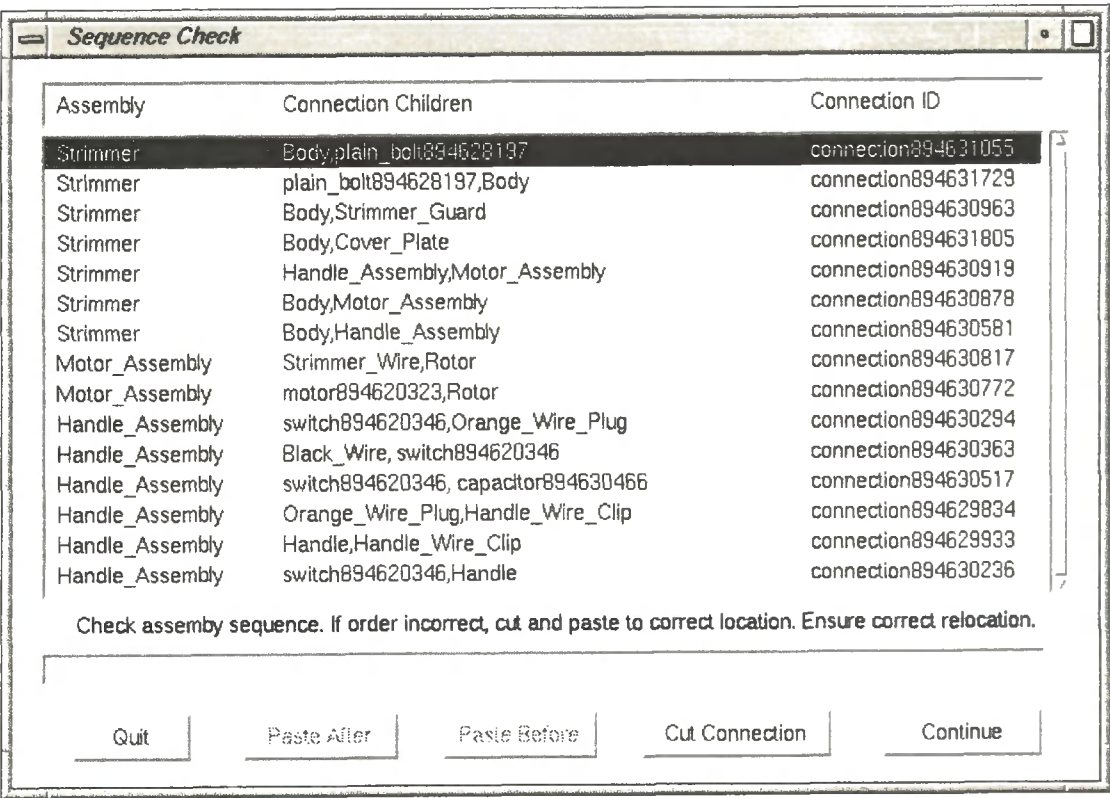 Sequence Check
Assembly Connection Children Connection ID
Strimmer Body,plain_bolt894628197 connection894631055
Strimmer plain_bolt894628197,Body connection894631729
Strimmer Body,Strimmer_Guard connection894630963
Strimmer Body,Cover_Plate connection894631805
Strimmer Handle_Assembly,Motor_Assembly connection894630919
Strimmer Body,Motor_Assembly connection894630878
Strimmer Body,Handle_Assembly connection894630581
Motor_Assembly Strimmer_Wire,Rotor connection894630817
Motor_Assembly motor894620323,Rotor connection894630772
Handle_Assembly switch894620346,Orange_Wire_Plug connection894630294
Handle_Assembly Black_Wire, switch894620346 connection894630363
Handle_Assembly switch894620346, capacitor894630466 connection894630517
Handle_Assembly Orange_Wire_Plug,Handle_Wire_Clip connection894629834
Handle_Assembly Handle,Handle_Wire_Clip connection894629933
Handle_Assembly switch894620346,Handle connection894630236
Check assemby sequence. If order incorrect, cut and paste to correct location. Ensure correct relocation.
Quit Paste After Paste Before Cut Connection Continue